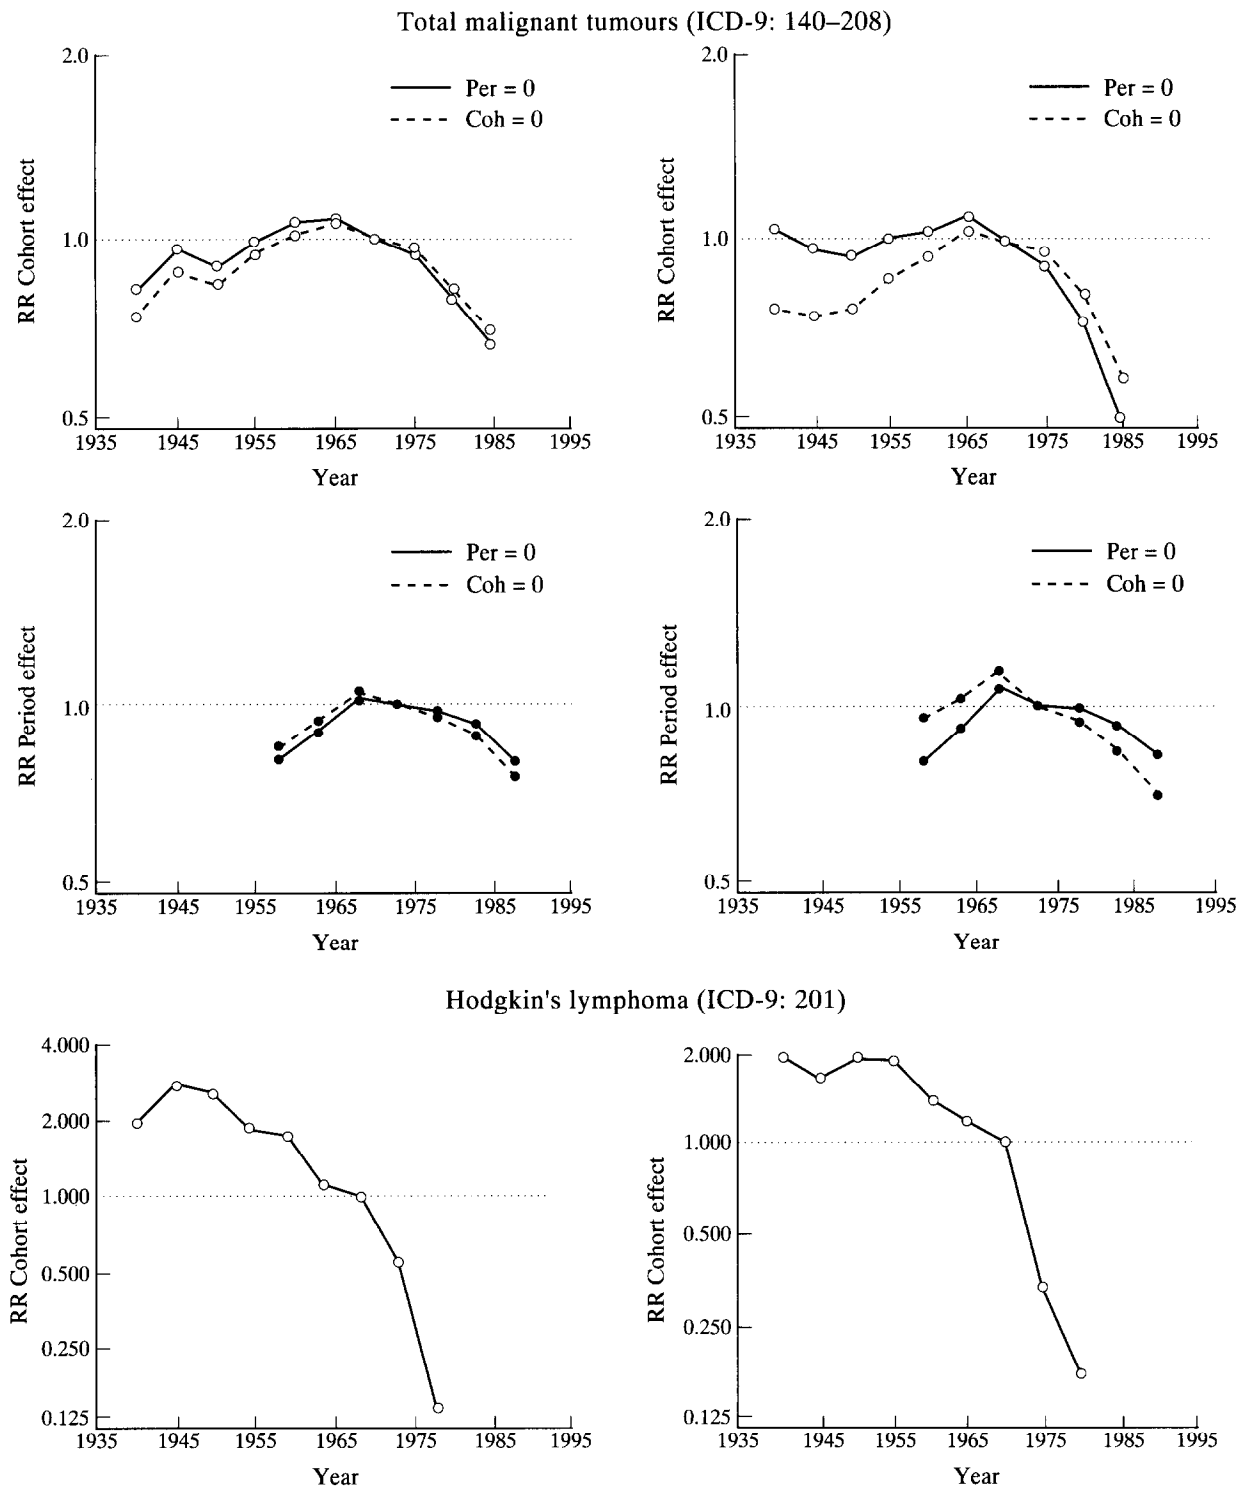 Total malignant tumours (ICD-9: 140–208)
2.0
Per = 0
Coh = 0
RR Cohort effect
1.0
0.5
1935 1945 1955 1965 1975 1985 1995
Year
2.0
Per = 0
Coh = 0
RR Cohort effect
1.0
0.5
1935 1945 1955 1965 1975 1985 1995
Year
2.0
Per = 0
Coh = 0
RR Period effect
1.0
0.5
1935 1945 1955 1965 1975 1985 1995
Year
2.0
Per = 0
Coh = 0
RR Period effect
1.0
0.5
1935 1945 1955 1965 1975 1985 1995
Year
Hodgkin's lymphoma (ICD-9: 201)
4.000
2.000
RR Cohort effect
1.000
0.500
0.250
0.125
1935 1945 1955 1965 1975 1985 1995
Year
2.000
1.000
RR Cohort effect
0.500
0.250
0.125
1935 1945 1955 1965 1975 1985 1995
Year